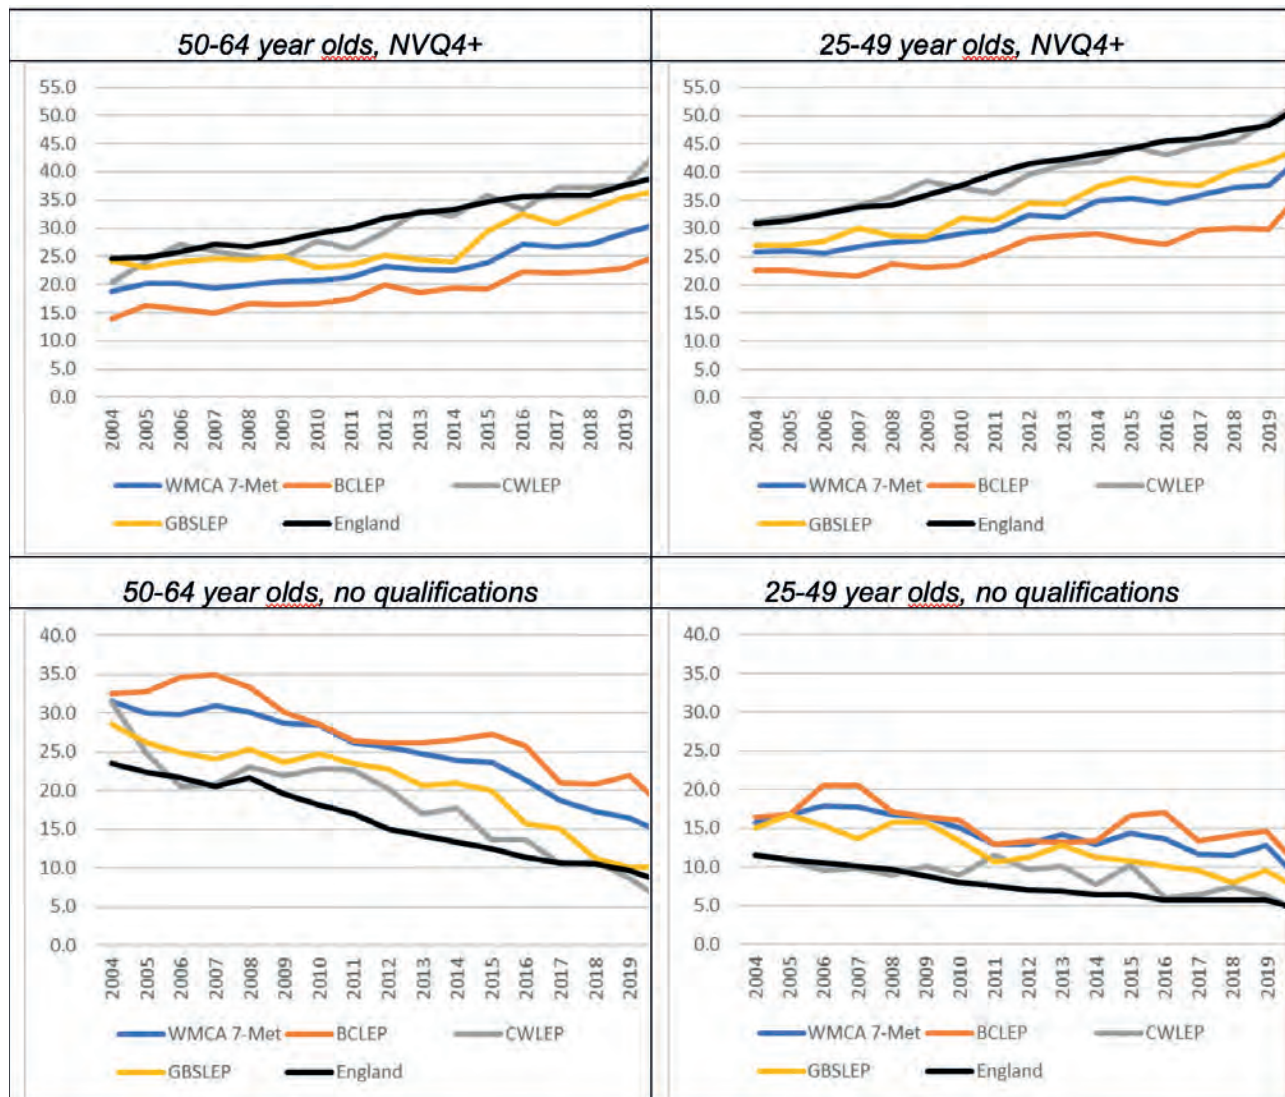 50-64 year olds, NVQ4+
55.0
50.0
45.0
40.0
35.0
30.0
25.0
20.0
15.0
10.0
5.0
0.0
2004 2005 2006 2007 2008 2009 2010 2011 2012 2013 2014 2015 2016 2017 2018 2019
WMCA 7-Met BCLEP CWLEP
GBSLEP England
25-49 year olds, NVQ4+
55.0
50.0
45.0
40.0
35.0
30.0
25.0
20.0
15.0
10.0
5.0
0.0
2004 2005 2006 2007 2008 2009 2010 2011 2012 2013 2014 2015 2016 2017 2018 2019
WMCA 7-Met BCLEP CWLEP
GBSLEP England
50-64 year olds, no qualifications
40.0
35.0
30.0
25.0
20.0
15.0
10.0
5.0
0.0
2004 2005 2006 2007 2008 2009 2010 2011 2012 2013 2014 2015 2016 2017 2018 2019
WMCA 7-Met BCLEP CWLEP
GBSLEP England
25-49 year olds, no qualifications
40.0
35.0
30.0
25.0
20.0
15.0
10.0
5.0
0.0
2004 2005 2006 2007 2008 2009 2010 2011 2012 2013 2014 2015 2016 2017 2018 2019
WMCA 7-Met BCLEP CWLEP
GBSLEP England